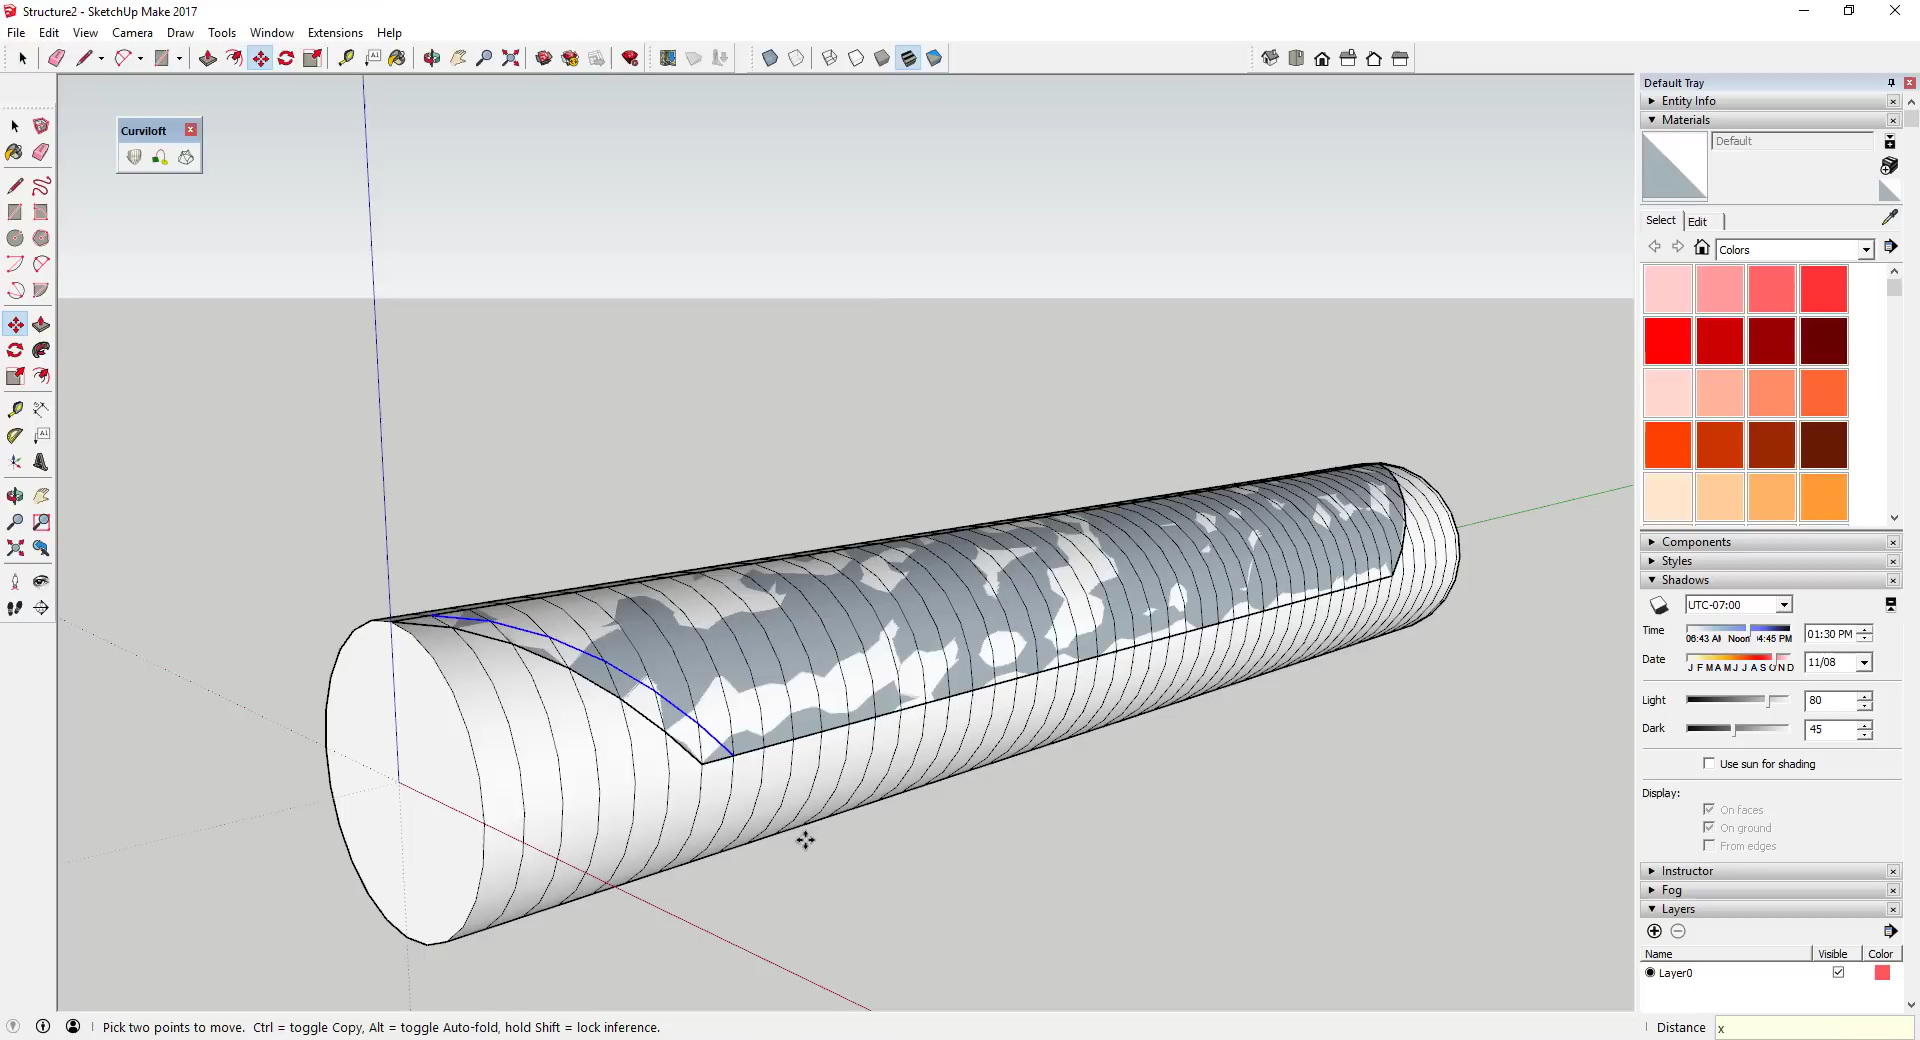 Structure2 - SketchUp Make 2017
File Edit View Camera Draw Tools Window Extensions Help
A1
Curviloft
A1
Default Tray
Entity Info
Materials
Default
Select Edit
Colors
Components
Styles
Shadows
UTC-07:00
Time 06:43 AM Noon 04:45 PM 01:30 PM
Date J F M A M J J A S O N D 11/08
Light 80
Dark 45
Use sun for shading
Display:
On faces
On ground
From edges
Instructor
Fog
Layers
Name Visible Color
Layer0
Pick two points to move. Ctrl = toggle Copy, Alt = toggle Auto-fold, hold Shift = lock inference.
Distance x